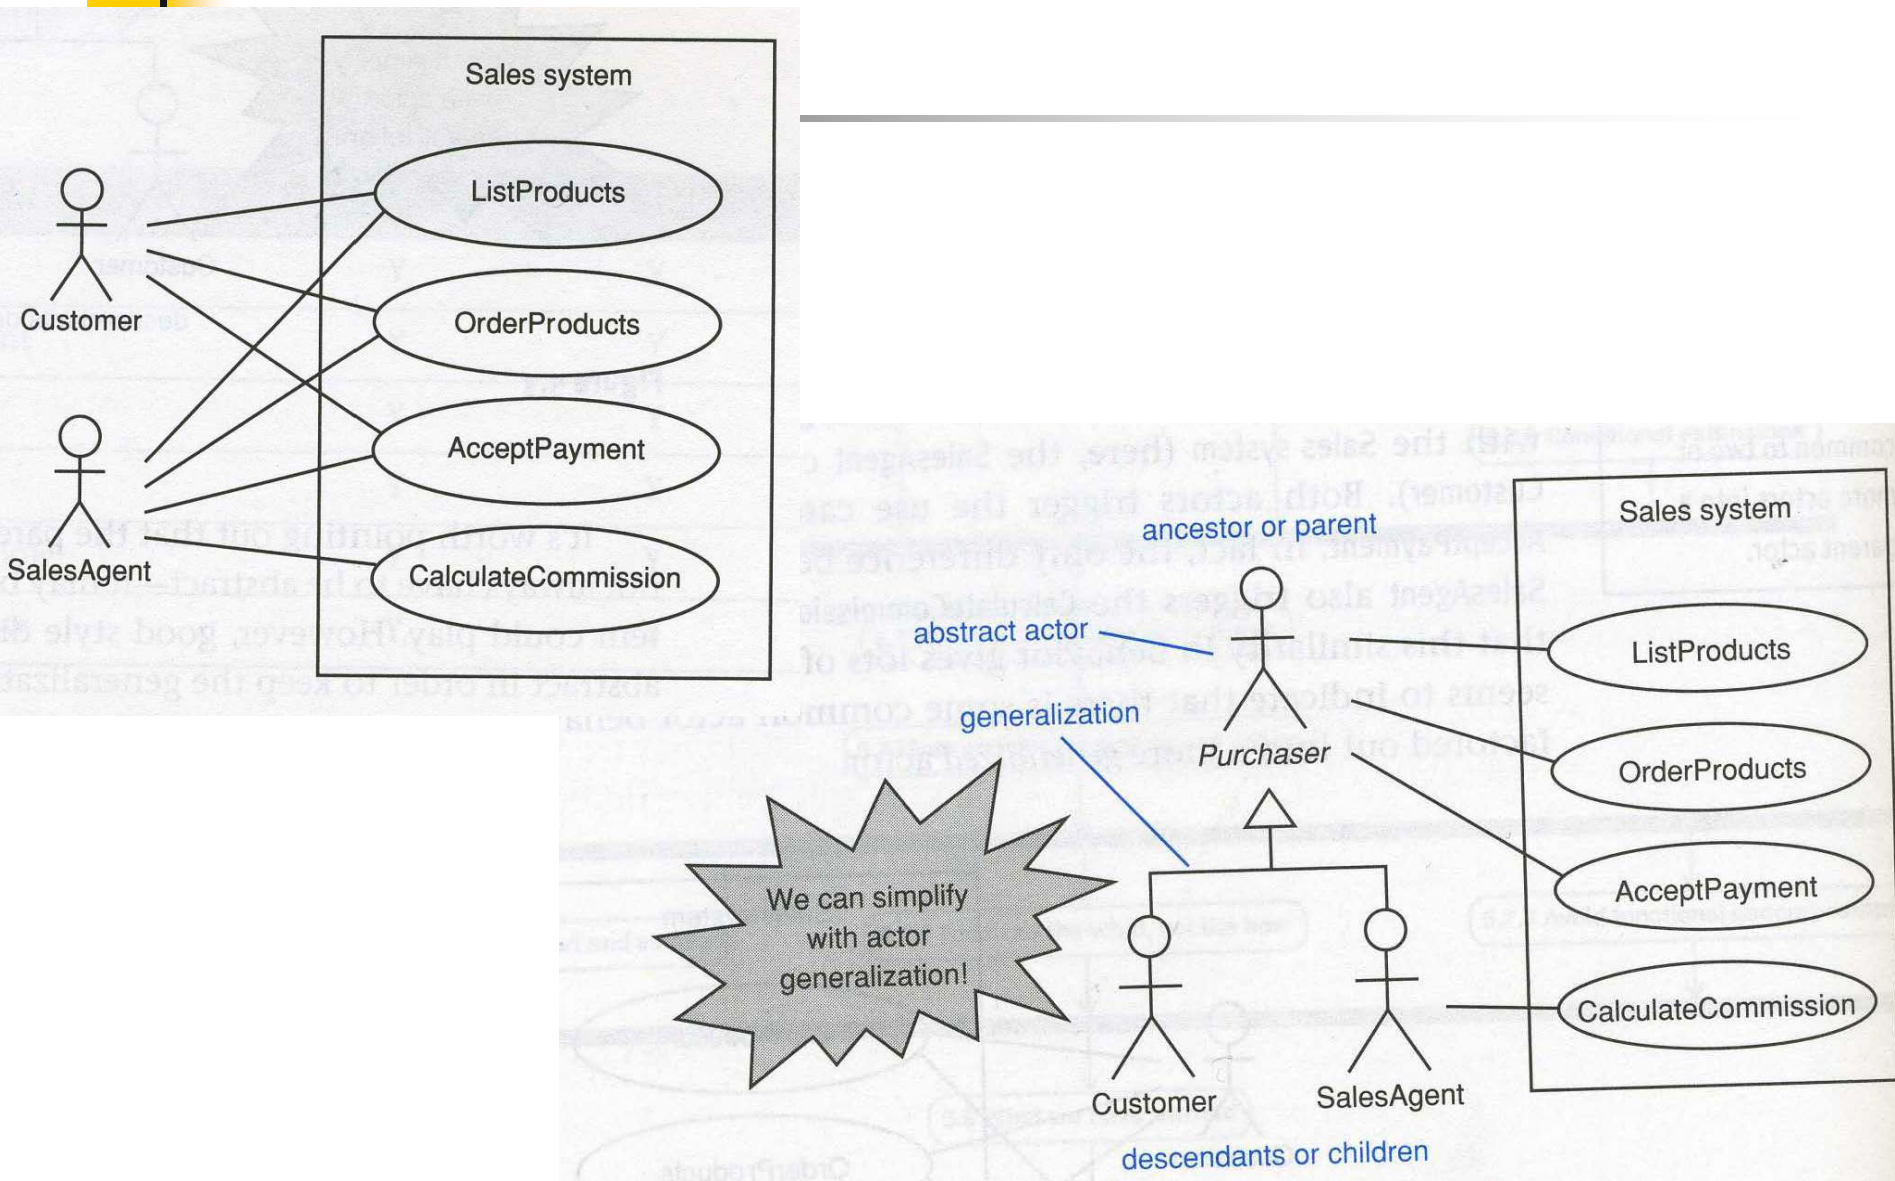 Sales system
ListProducts
Customer
OrderProducts
AcceptPayment
SalesAgent
CalculateCommission
ancestor or parent
Sales system
abstract actor
ListProducts
generalization
Purchaser
OrderProducts
We can simplify
with actor
generalization!
AcceptPayment
CalculateCommission
Customer
SalesAgent
descendants or children